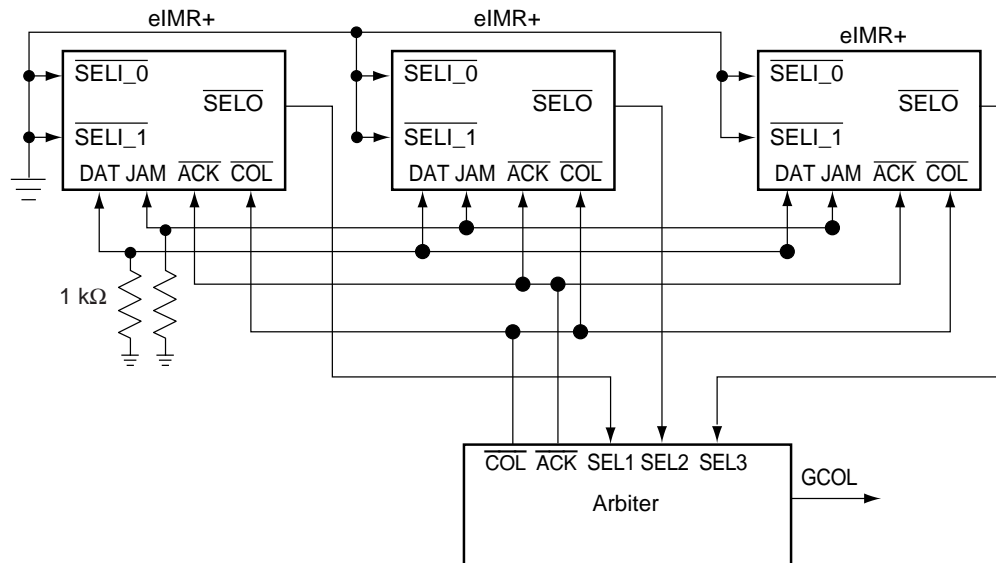 eIMR+
eIMR+
eIMR+
SELI_0
SELO
SELI_1
DAT JAM ACK COL
SELI_0
SELO
SELI_1
DAT JAM ACK COL
SELI_0
SELO
SELI_1
DAT JAM ACK COL
1 kΩ
COL ACK SEL1 SEL2 SEL3
GCOL
Arbiter